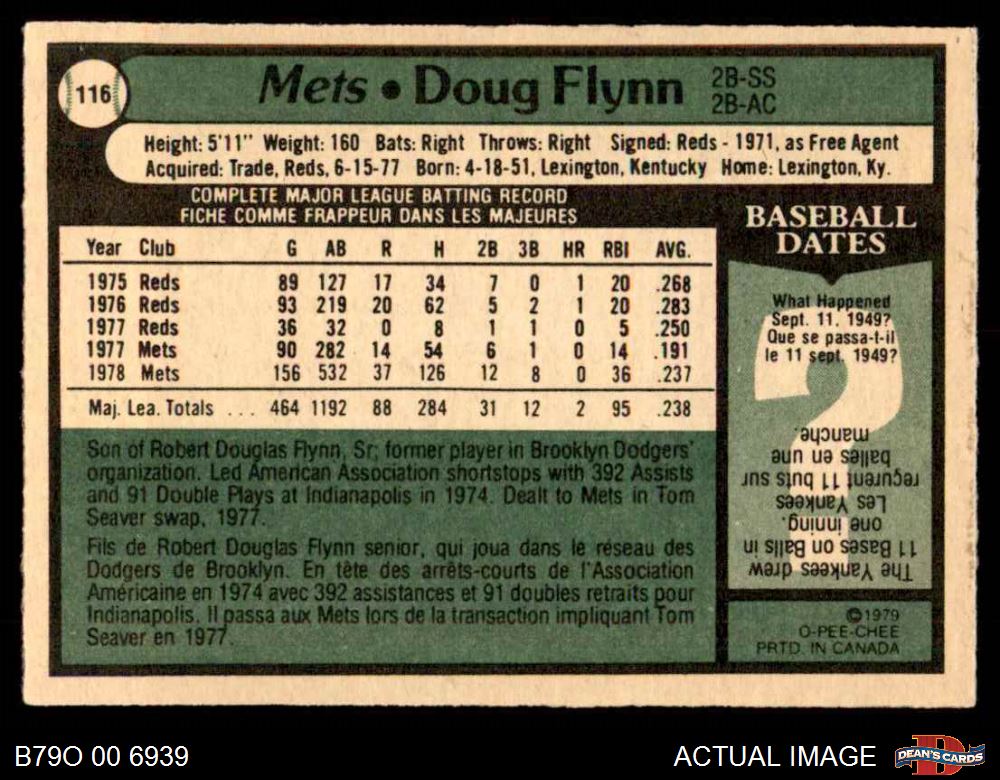 116
Mets • Doug Flynn
2B-SS
2B-AC
Height: 5'11" Weight: 160 Bats: Right Throws: Right Signed: Reds - 1971, as Free Agent
Acquired: Trade, Reds, 6-15-77 Born: 4-18-51, Lexington, Kentucky Home: Lexington, Ky.
COMPLETE MAJOR LEAGUE BATTING RECORD
FICHE COMME FRAPPEUR DANS LES MAJEURES
Year Club G AB R H 2B 3B HR RBI AVG.
1975 Reds 89 127 17 34 7 0 1 20 .268
1976 Reds 93 219 20 62 5 2 1 20 .283
1977 Reds 36 32 0 8 1 1 0 5 .250
1977 Mets 90 282 14 54 6 1 0 14 .191
1978 Mets 156 532 37 126 12 8 0 36 .237
Maj. Lea. Totals ... 464 1192 88 284 31 12 2 95 .238
Son of Robert Douglas Flynn, Sr; former player in Brooklyn Dodgers'
organization. Led American Association shortstops with 392 Assists
and 91 Double Plays at Indianapolis in 1974. Dealt to Mets in Tom
Seaver swap, 1977.
Fils de Robert Douglas Flynn senior, qui joua dans le réseau des
Dodgers de Brooklyn. En tête des arrêts-courts de l'Association
Américaine en 1974 avec 392 assistances et 91 doubles retraits pour
Indianapolis. Il passa aux Mets lors de la transaction impliquant Tom
Seaver en 1977.
BASEBALL
DATES
What Happened
Sept. 11, 1949?
Que se passa-t-il
le 11 sept. 1949?
The Yankees drew
11 Bases on Balls in
one inning.
Les Yankees
reçurent 11 buts sur
balles en une
manche.
©1979
O-PEE-CHEE
PRTD. IN CANADA
B79O 00 6939
ACTUAL IMAGE
DEAN'S CARDS